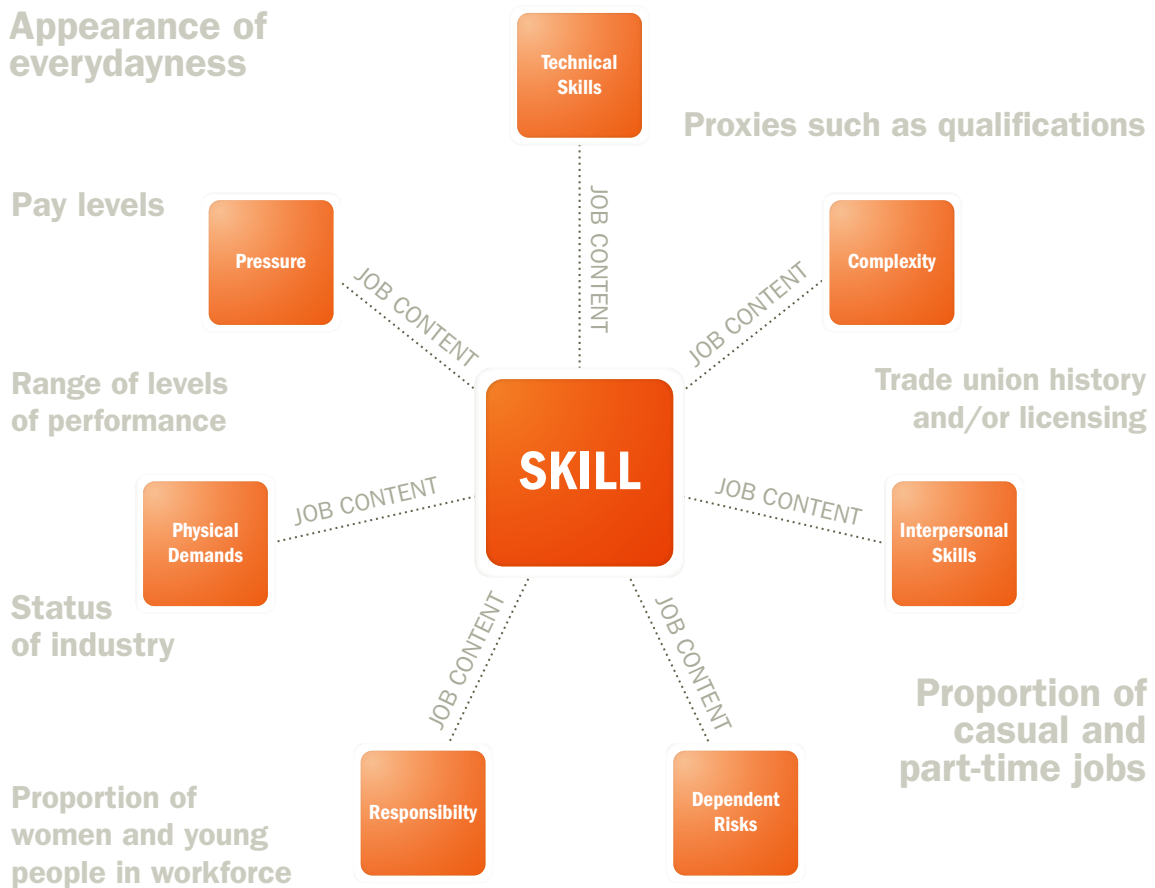 Appearance of
everydayness
Technical
Skills
Proxies such as qualifications
Pay levels
Pressure
JOB CONTENT
JOB CONTENT
JOB CONTENT
Complexity
Range of levels
of performance
Trade union history
and/or licensing
SKILL
Physical
Demands
JOB CONTENT
JOB CONTENT
Interpersonal
Skills
Status
of industry
JOB CONTENT
JOB CONTENT
Proportion of
casual and
part-time jobs
Proportion of
women and young
people in workforce
Responsibilty
Dependent
Risks